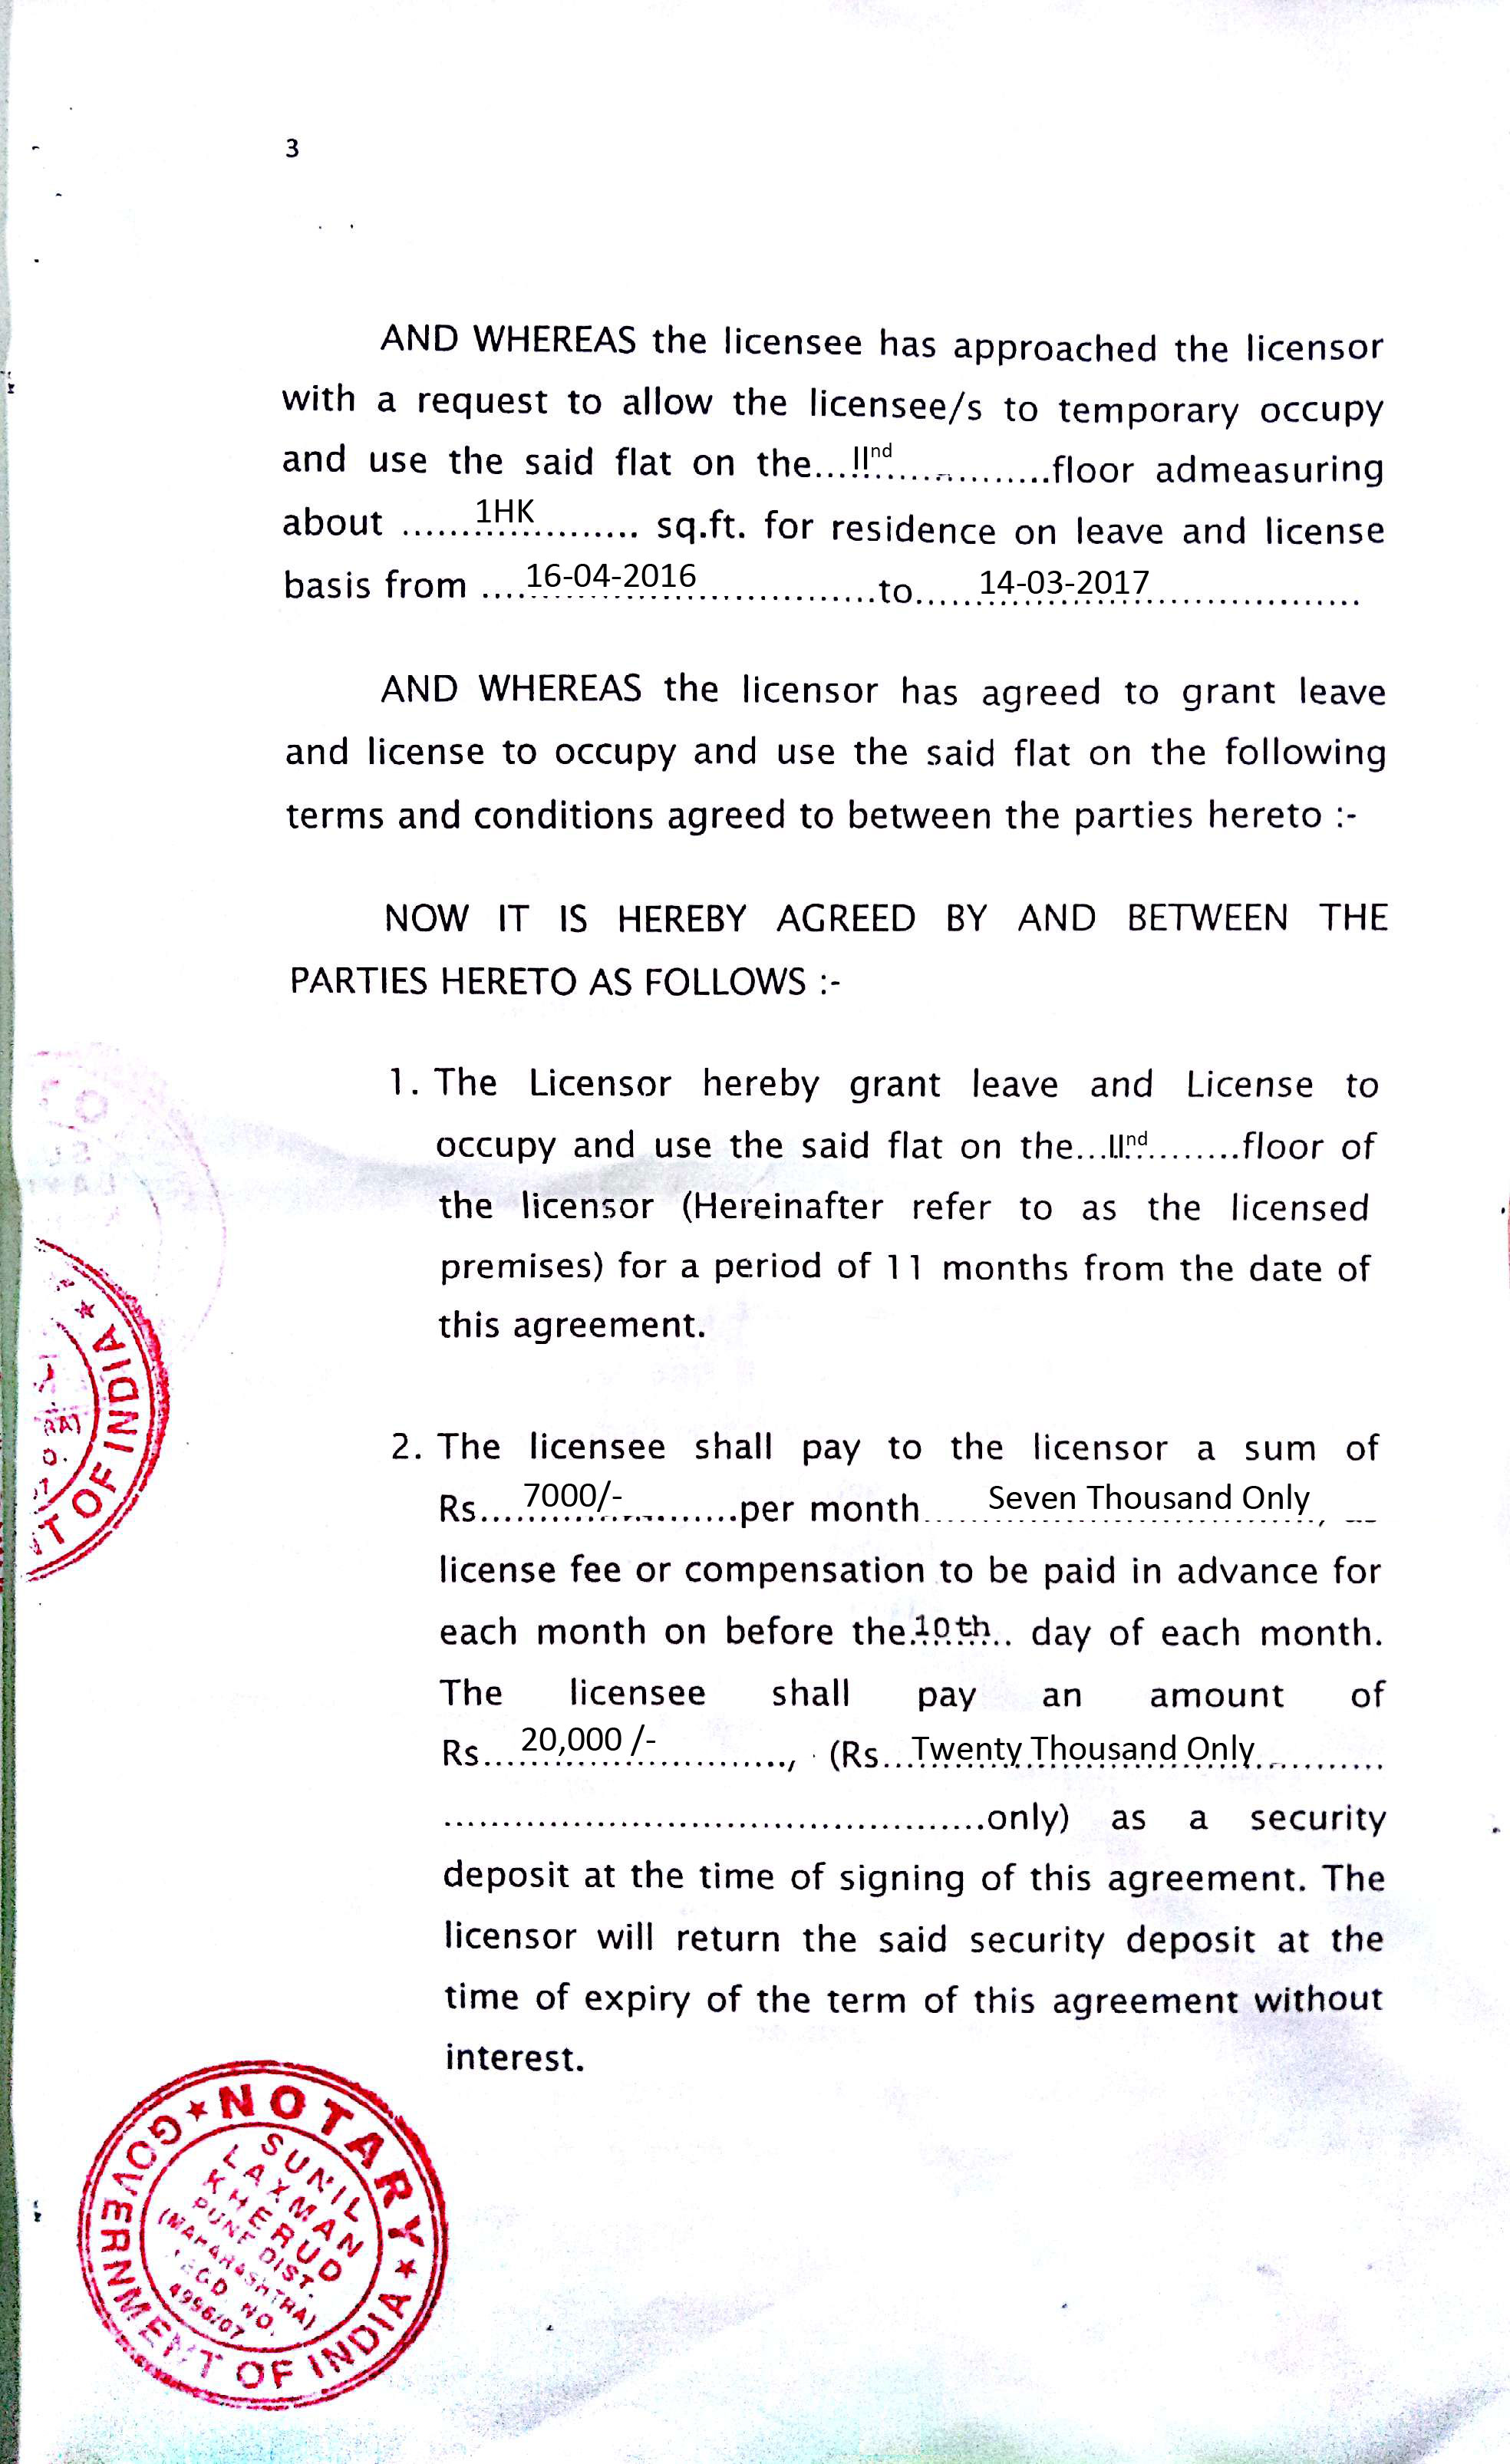 3
AND WHEREAS the licensee has approached the licensor
with a request to allow the licensee/s to temporary occupy
and use the said flat on the...IInd................floor admeasuring
about ......1HK......... sq.ft. for residence on leave and license
basis from ....16-04-2016................to......14-03-2017..................
AND WHEREAS the licensor has agreed to grant leave
and license to occupy and use the said flat on the following
terms and conditions agreed to between the parties hereto :-
NOW IT IS HEREBY AGREED BY AND BETWEEN THE
PARTIES HERETO AS FOLLOWS :-
1. The Licensor hereby grant leave and License to
occupy and use the said flat on the...IInd........floor of
the licensor (Hereinafter refer to as the licensed
premises) for a period of 11 months from the date of
this agreement.
2. The licensee shall pay to the licensor a sum of
Rs....7000/-..........per month.....Seven Thousand Only,
license fee or compensation to be paid in advance for
each month on before the.10th.. day of each month.
The licensee shall pay an amount of
Rs....20,000 /-............, (Rs...Twenty Thousand Only...........
.............................................only) as a security
deposit at the time of signing of this agreement. The
licensor will return the said security deposit at the
time of expiry of the term of this agreement without
interest.
T OF INDIA
NOTARY
GOVERNMENT OF INDIA
SUNIL
LAXMAN
KHERUD
PUNE DIST.
(MAHARASHTRA)
NO.
4996/07